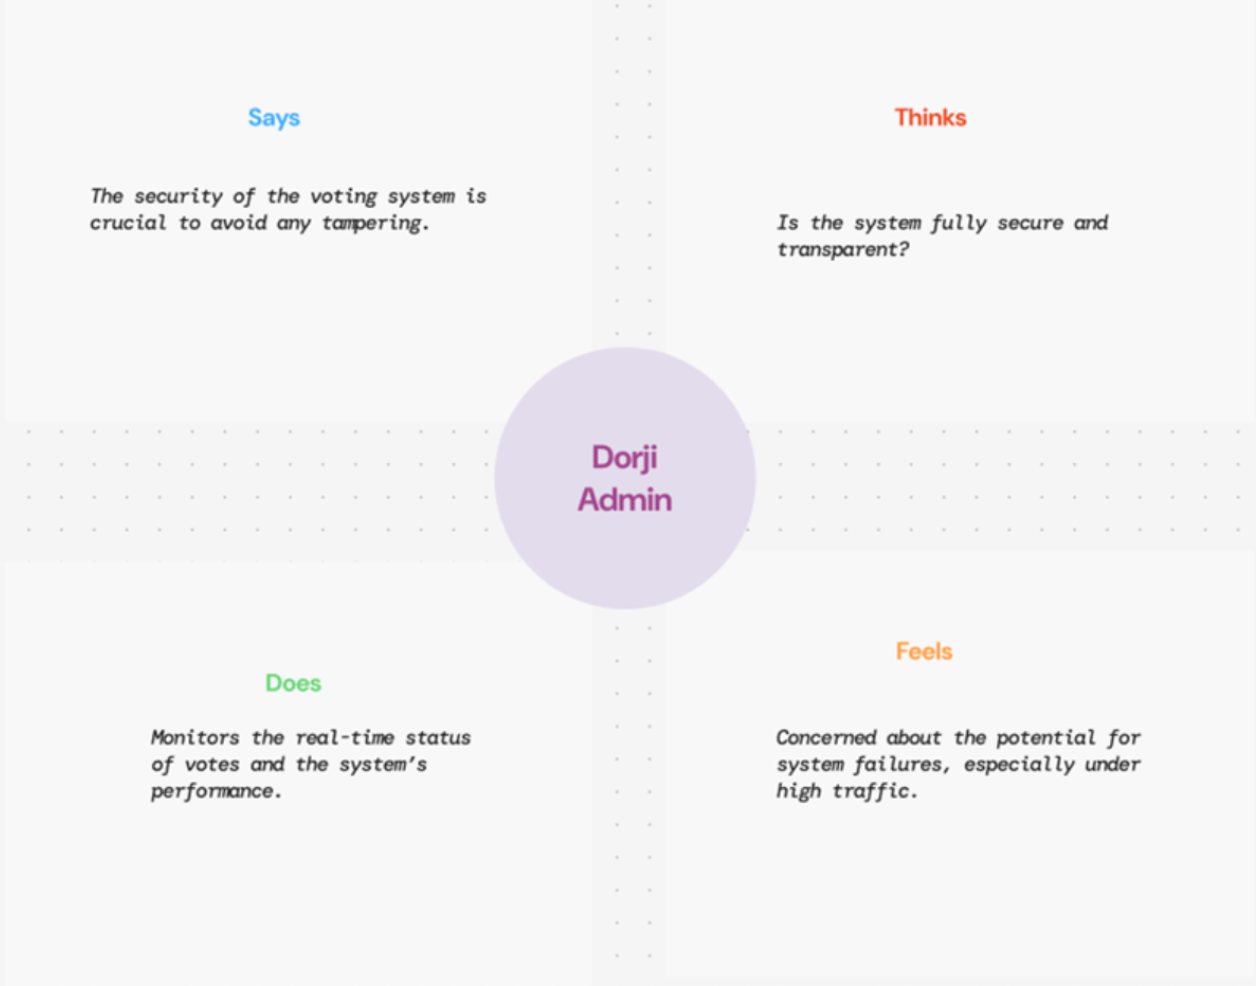 Says
The security of the voting system is
crucial to avoid any tampering.
Thinks
Is the system fully secure and
transparent?
Dorji
Admin
Does
Monitors the real-time status
of votes and the system’s
performance.
Feels
Concerned about the potential for
system failures, especially under
high traffic.